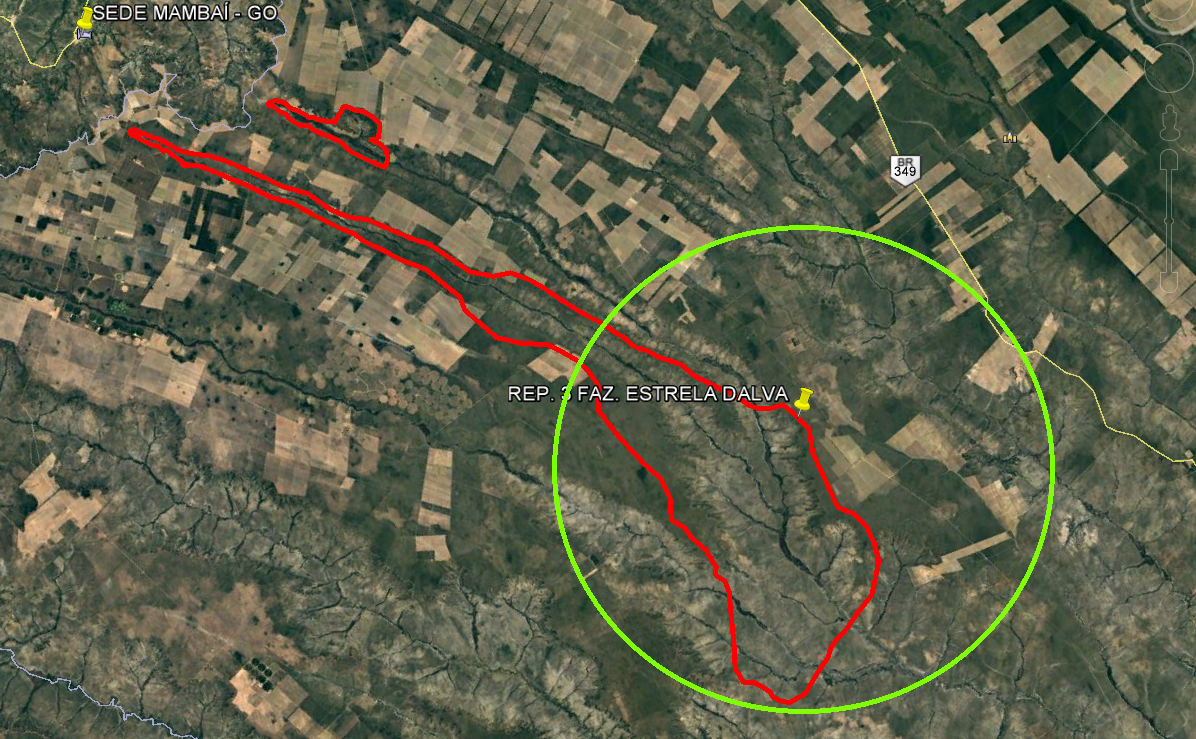 SEDE MAMBAÍ - GO
BR
349
REP. 3 FAZ. ESTRELA DALVA